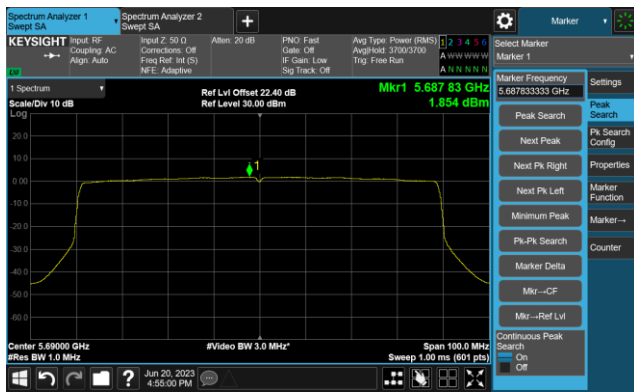 Spectrum Analyzer 1
Swept SA
Spectrum Analyzer 2
Swept SA
+
Marker
KEYSIGHT
Input: RF
Coupling: AC
Align: Auto
Input Z: 50 Ω
Corrections: Off
Freq Ref: Int (S)
NFE: Adaptive
Atten: 20 dB
PNO: Fast
Gate: Off
IF Gain: Low
Sig Track: Off
Avg Type: Power (RMS)
Avg|Hold: 3700/3700
Trig: Free Run
1 2 3 4 5 6
A W W W W W
A N N N N N
LXI
Select Marker
Marker 1
1 Spectrum
Scale/Div 10 dB
Log
Ref Lvl Offset 22.40 dB
Ref Level 30.00 dBm
Mkr1 5.687 83 GHz
1.854 dBm
20.0
10.0
0.00
-10.0
-20.0
-30.0
-40.0
-50.0
-60.0
1
Center 5.69000 GHz
#Res BW 1.0 MHz
#Video BW 3.0 MHz*
Span 100.0 MHz
Sweep 1.00 ms (601 pts)
Marker Frequency
5.687833333 GHz
Peak Search
Next Peak
Next Pk Right
Next Pk Left
Minimum Peak
Pk-Pk Search
Marker Delta
Mkr→CF
Mkr→Ref Lvl
Continuous Peak
Search
On
Off
Settings
Peak
Search
Pk Search
Config
Properties
Marker
Function
Marker→
Counter
?
Jun 20, 2023
4:55:00 PM